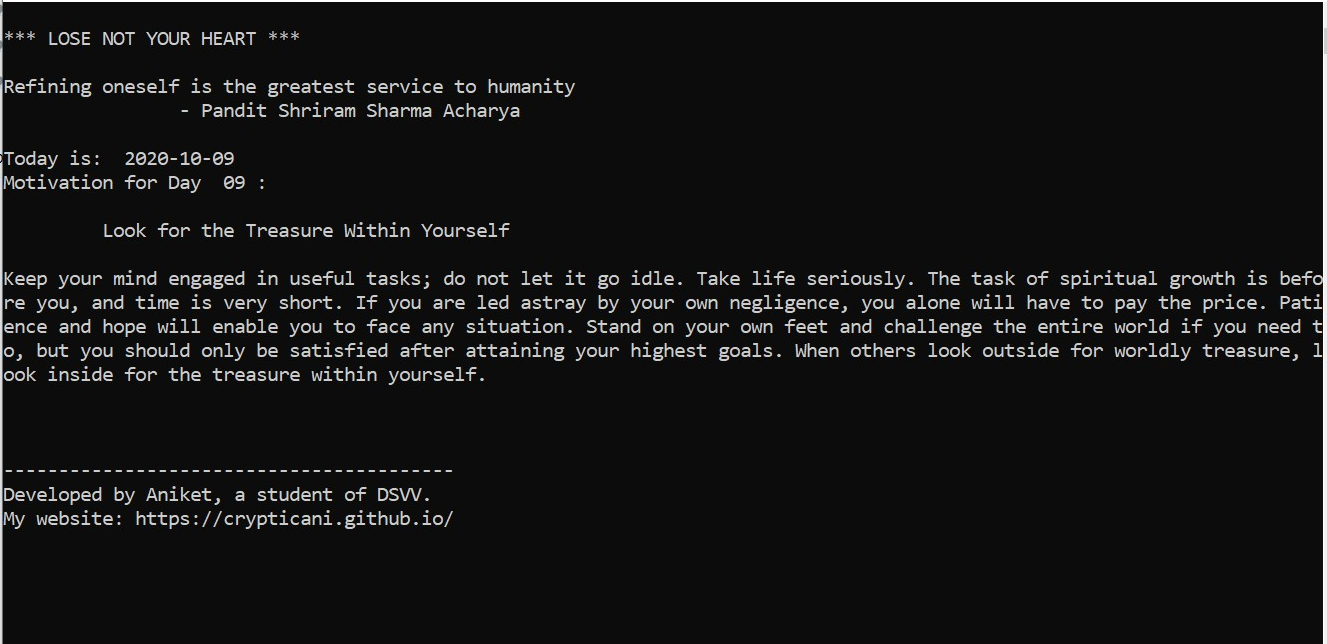 *** LOSE NOT YOUR HEART ***
Refining oneself is the greatest service to humanity
- Pandit Shriram Sharma Acharya
Today is:  2020-10-09
Motivation for Day  09 :
Look for the Treasure Within Yourself
Keep your mind engaged in useful tasks; do not let it go idle. Take life seriously. The task of spiritual growth is befo
re you, and time is very short. If you are led astray by your own negligence, you alone will have to pay the price. Pati
ence and hope will enable you to face any situation. Stand on your own feet and challenge the entire world if you need t
o, but you should only be satisfied after attaining your highest goals. When others look outside for worldly treasure, l
ook inside for the treasure within yourself.
-----------------------------------------
Developed by Aniket, a student of DSVV.
My website: https://crypticani.github.io/